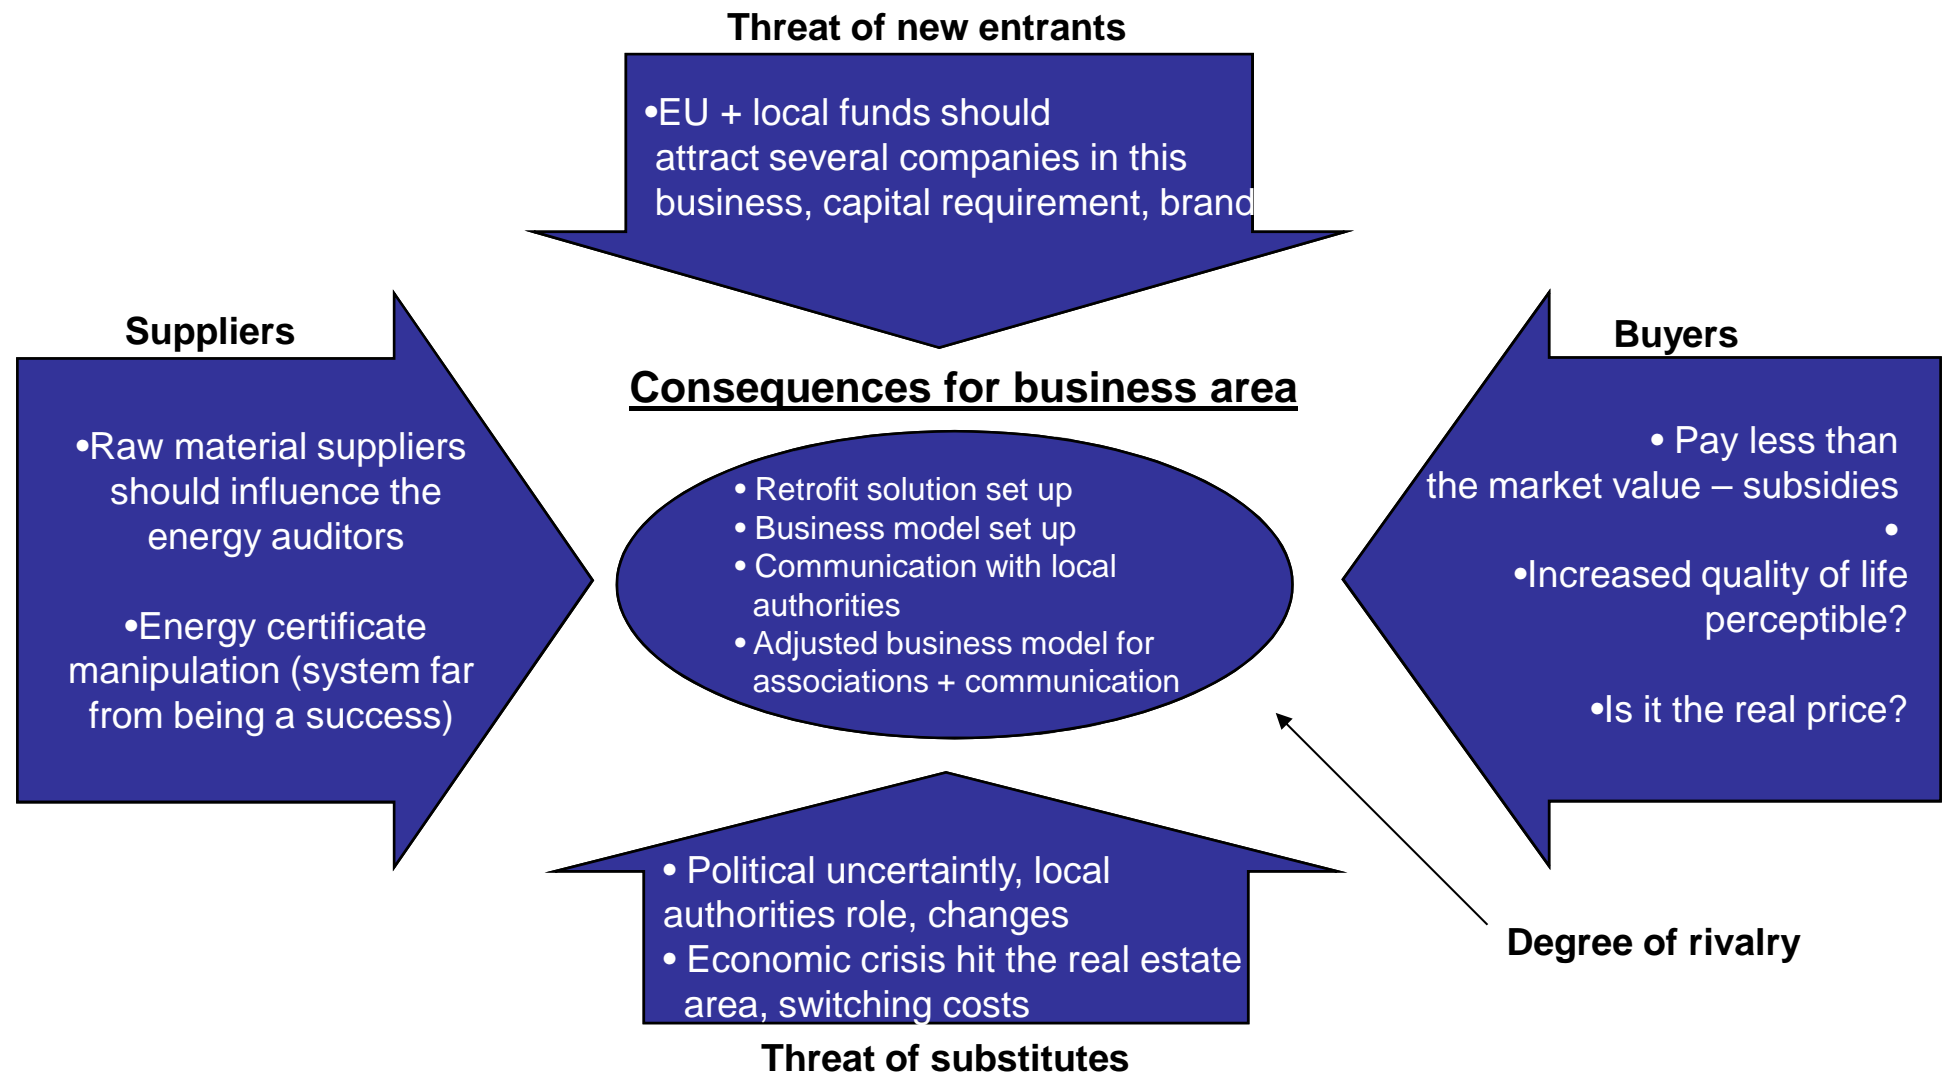 Threat of new entrants
•EU + local funds should
attract several companies in this
business, capital requirement, brand
Suppliers
•Raw material suppliers
should influence the
energy auditors
•Energy certificate
manipulation (system far
from being a success)
Consequences for business area
• Retrofit solution set up
• Business model set up
• Communication with local
authorities
• Adjusted business model for
associations + communication
Buyers
• Pay less than
the market value – subsidies
•
•Increased quality of life
perceptible?
•Is it the real price?
• Political uncertaintly, local
authorities role, changes
• Economic crisis hit the real estate
area, switching costs
Threat of substitutes
Degree of rivalry